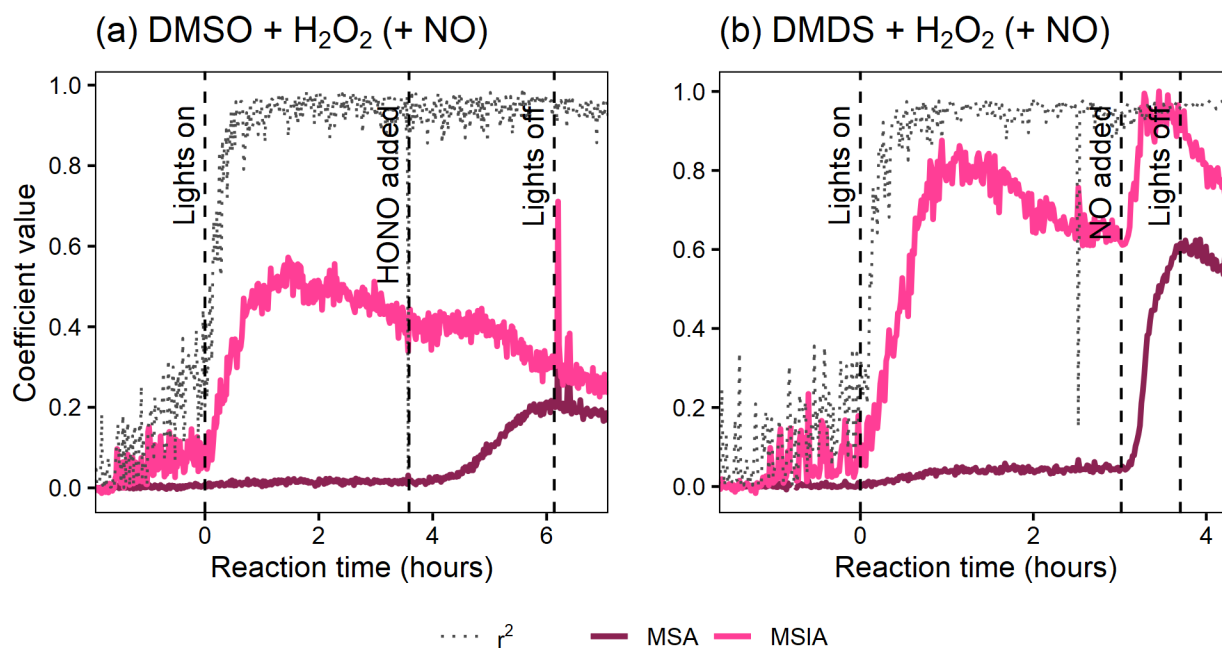 (a) DMSO + H₂O₂ (+ NO)
Coefficient value
1.0
0.8
0.6
0.4
0.2
0.0
Lights on
HONO added
Lights off
0
2
4
6
Reaction time (hours)
(b) DMDS + H₂O₂ (+ NO)
1.0
0.8
0.6
0.4
0.2
0.0
Lights on
NO added
Lights off
0
2
4
Reaction time (hours)
r²
MSA
MSIA